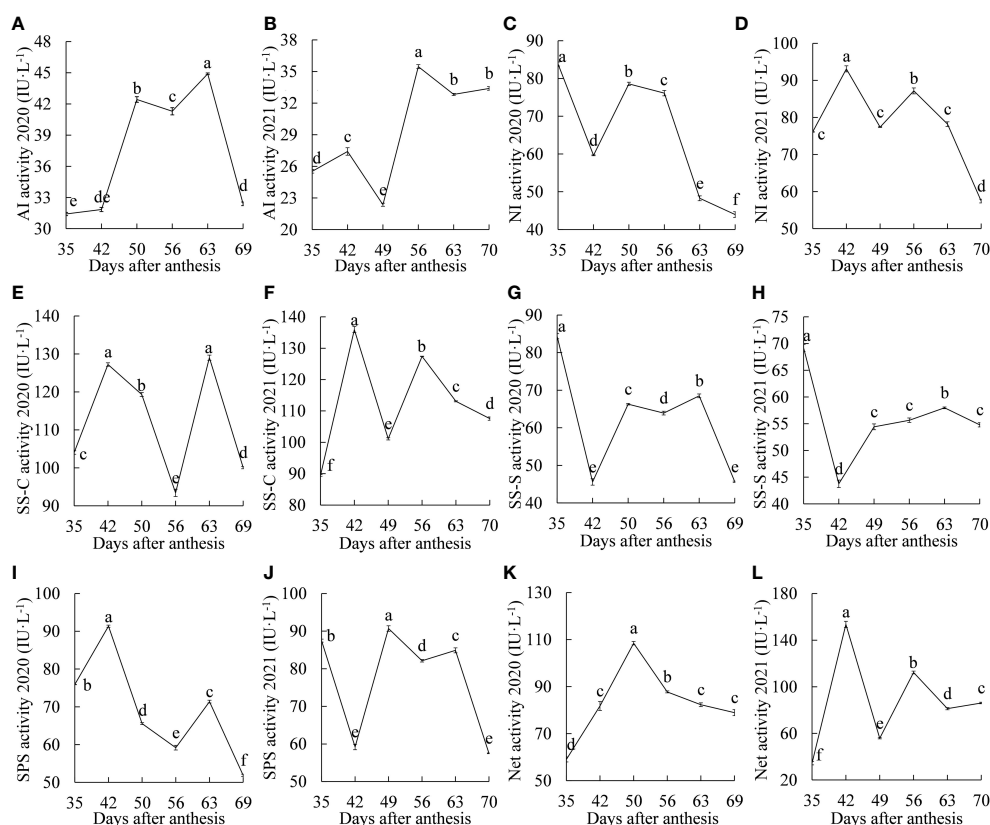 A
AI activity 2020 (IU·L-1)
48
45
42
39
36
33
30
e
de
b
c
a
d
35 42 50 56 63 69
Days after anthesis
B
AI activity 2021 (IU·L-1)
38
35
32
29
26
23
20
d
c
e
a
b
b
35 42 49 56 63 70
Days after anthesis
C
NI activity 2020 (IU·L-1)
90
80
70
60
50
40
a
d
b
c
e
f
35 42 50 56 63 69
Days after anthesis
D
NI activity 2021 (IU·L-1)
100
90
80
70
60
50
c
a
c
b
c
d
35 42 49 56 63 70
Days after anthesis
E
SS-C activity 2020 (IU·L-1)
140
130
120
110
100
90
c
a
b
e
a
d
35 42 50 56 63 69
Days after anthesis
F
SS-C activity 2021 (IU·L-1)
140
130
120
110
100
90
80
f
a
e
b
c
d
35 42 49 56 63 70
Days after anthesis
G
SS-S activity 2020 (IU·L-1)
90
80
70
60
50
40
a
e
c
d
b
e
35 42 50 56 63 69
Days after anthesis
H
SS-S activity 2021 (IU·L-1)
75
70
65
60
55
50
45
40
a
d
c
c
b
c
35 42 49 56 63 70
Days after anthesis
I
SPS activity 2020 (IU·L-1)
100
90
80
70
60
50
b
a
d
e
c
f
35 42 50 56 63 69
Days after anthesis
J
SPS activity 2021 (IU·L-1)
100
90
80
70
60
50
b
e
a
d
c
e
35 42 49 56 63 70
Days after anthesis
K
Net activity 2020 (IU·L-1)
130
110
90
70
50
d
c
a
b
c
c
35 42 50 56 63 69
Days after anthesis
L
Net activity 2021 (IU·L-1)
180
140
100
60
20
f
a
e
b
d
c
35 42 49 56 63 70
Days after anthesis